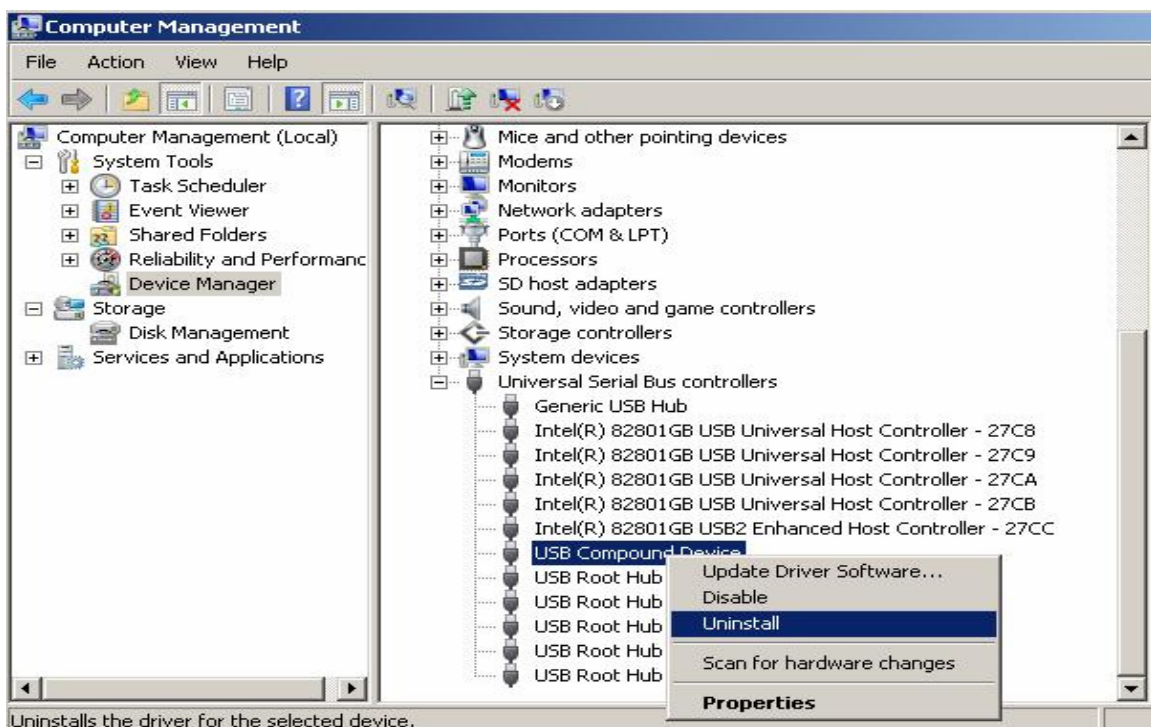 Computer Management
File Action View Help
Computer Management (Local)
System Tools
Task Scheduler
Event Viewer
Shared Folders
Reliability and Performanc
Device Manager
Storage
Disk Management
Services and Applications
Mice and other pointing devices
Modems
Monitors
Network adapters
Ports (COM & LPT)
Processors
SD host adapters
Sound, video and game controllers
Storage controllers
System devices
Universal Serial Bus controllers
Generic USB Hub
Intel(R) 82801GB USB Universal Host Controller - 27C8
Intel(R) 82801GB USB Universal Host Controller - 27C9
Intel(R) 82801GB USB Universal Host Controller - 27CA
Intel(R) 82801GB USB Universal Host Controller - 27CB
Intel(R) 82801GB USB2 Enhanced Host Controller - 27CC
USB Compound Device
USB Root Hub
USB Root Hub
USB Root Hub
USB Root Hub
USB Root Hub
Update Driver Software...
Disable
Uninstall
Scan for hardware changes
Properties
Uninstalls the driver for the selected device.